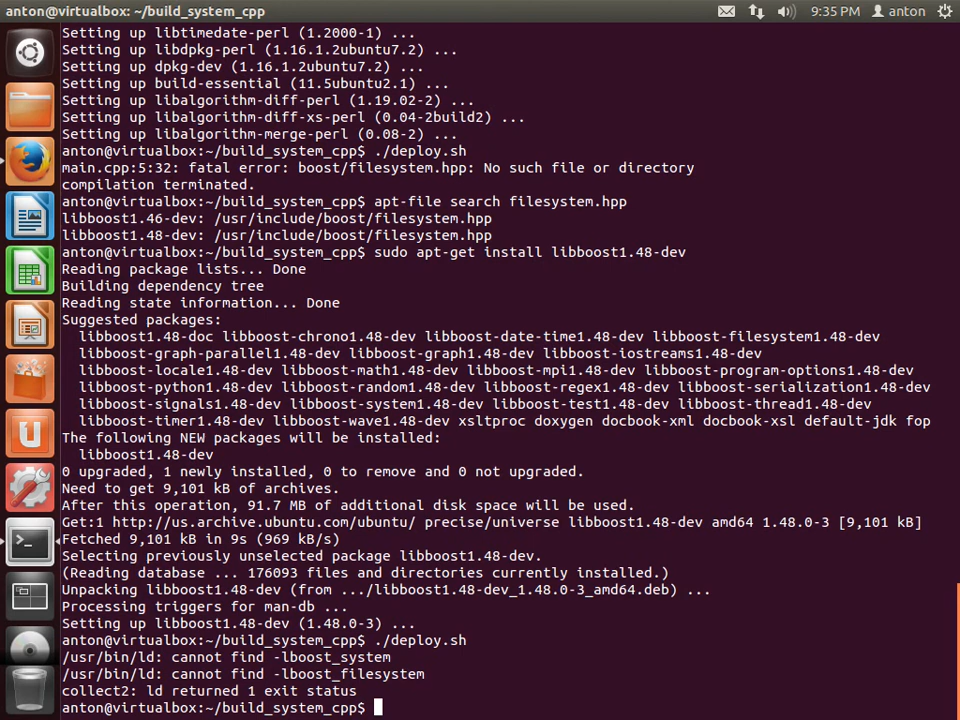 anton@virtualbox: ~/build_system_cpp
9:35 PM
anton
Setting up libtimedate-perl (1.2000-1) ...
Setting up libdpkg-perl (1.16.1.2ubuntu7.2) ...
Setting up dpkg-dev (1.16.1.2ubuntu7.2) ...
Setting up build-essential (11.5ubuntu2.1) ...
Setting up libalgorithm-diff-perl (1.19.02-2) ...
Setting up libalgorithm-diff-xs-perl (0.04-2build2) ...
Setting up libalgorithm-merge-perl (0.08-2) ...
anton@virtualbox:~/build_system_cpp$ ./deploy.sh
main.cpp:5:32: fatal error: boost/filesystem.hpp: No such file or directory
compilation terminated.
anton@virtualbox:~/build_system_cpp$ apt-file search filesystem.hpp
libboost1.46-dev: /usr/include/boost/filesystem.hpp
libboost1.48-dev: /usr/include/boost/filesystem.hpp
anton@virtualbox:~/build_system_cpp$ sudo apt-get install libboost1.48-dev
Reading package lists... Done
Building dependency tree
Reading state information... Done
Suggested packages:
  libboost1.48-doc libboost-chrono1.48-dev libboost-date-time1.48-dev libboost-filesystem1.48-dev
  libboost-graph-parallel1.48-dev libboost-graph1.48-dev libboost-iostreams1.48-dev
  libboost-locale1.48-dev libboost-math1.48-dev libboost-mpi1.48-dev libboost-program-options1.48-dev
  libboost-python1.48-dev libboost-random1.48-dev libboost-regex1.48-dev libboost-serialization1.48-dev
  libboost-signals1.48-dev libboost-system1.48-dev libboost-test1.48-dev libboost-thread1.48-dev
  libboost-timer1.48-dev libboost-wave1.48-dev xsltproc doxygen docbook-xml docbook-xsl default-jdk fop
The following NEW packages will be installed:
  libboost1.48-dev
0 upgraded, 1 newly installed, 0 to remove and 0 not upgraded.
Need to get 9,101 kB of archives.
After this operation, 91.7 MB of additional disk space will be used.
Get:1 http://us.archive.ubuntu.com/ubuntu/ precise/universe libboost1.48-dev amd64 1.48.0-3 [9,101 kB]
Fetched 9,101 kB in 9s (969 kB/s)
Selecting previously unselected package libboost1.48-dev.
(Reading database ... 176093 files and directories currently installed.)
Unpacking libboost1.48-dev (from .../libboost1.48-dev_1.48.0-3_amd64.deb) ...
Processing triggers for man-db ...
Setting up libboost1.48-dev (1.48.0-3) ...
anton@virtualbox:~/build_system_cpp$ ./deploy.sh
/usr/bin/ld: cannot find -lboost_system
/usr/bin/ld: cannot find -lboost_filesystem
collect2: ld returned 1 exit status
anton@virtualbox:~/build_system_cpp$